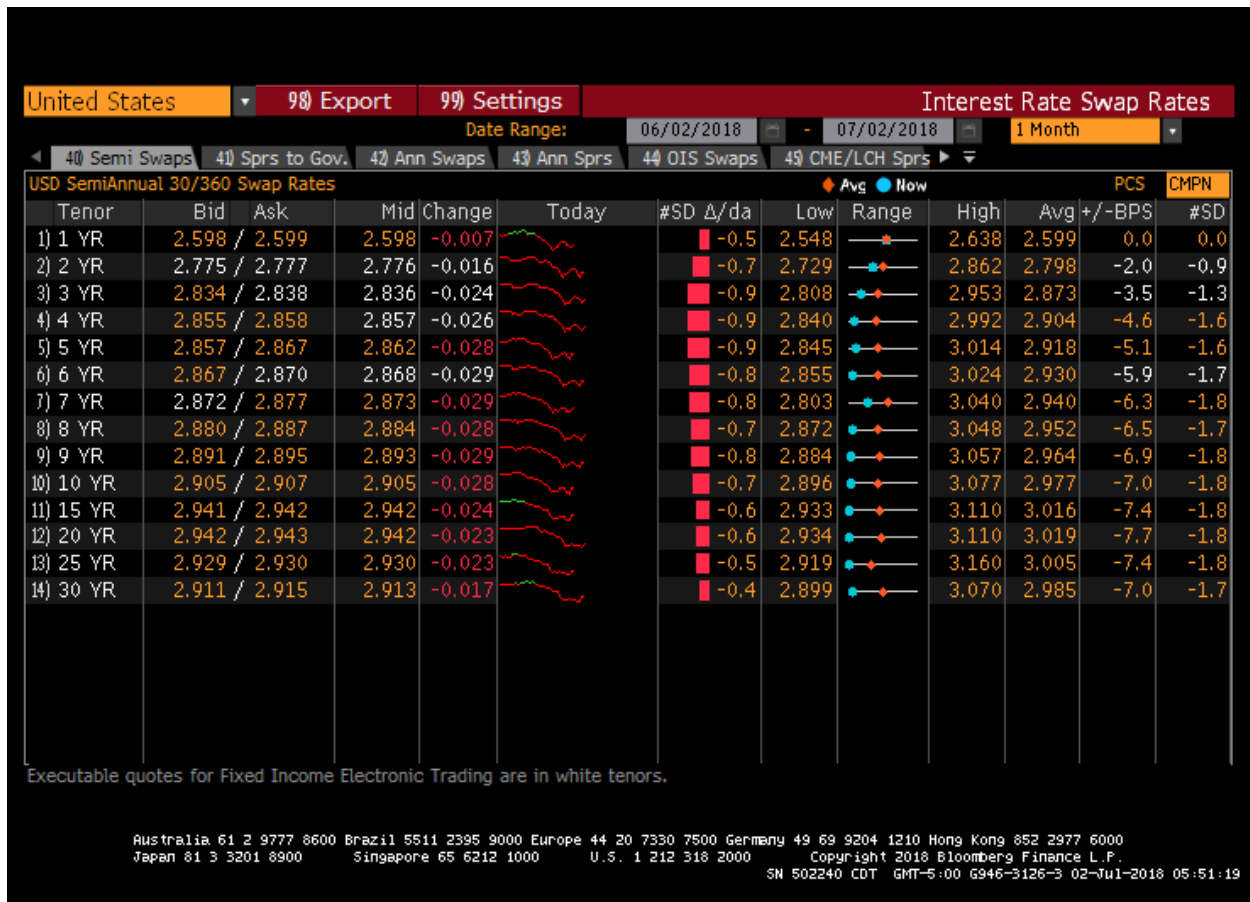 United States 98) Export 99) Settings Interest Rate Swap Rates
Date Range: 06/02/2018 - 07/02/2018 1 Month
40) Semi Swaps 41) Sprs to Gov. 42) Ann Swaps 43) Ann Sprs 44) OIS Swaps 45) CME/LCH Sprs
USD SemiAnnual 30/360 Swap Rates Avg Now PCS CMPN
Tenor Bid Ask Mid Change Today #SD Δ/da Low Range High Avg +/-BPS #SD
1) 1 YR 2.598 / 2.599 2.598 -0.007 -0.5 2.548 2.638 2.599 0.0 0.0
2) 2 YR 2.775 / 2.777 2.776 -0.016 -0.7 2.729 2.862 2.798 -2.0 -0.9
3) 3 YR 2.834 / 2.838 2.836 -0.024 -0.9 2.808 2.953 2.873 -3.5 -1.3
4) 4 YR 2.855 / 2.858 2.857 -0.026 -0.9 2.840 2.992 2.904 -4.6 -1.6
5) 5 YR 2.857 / 2.867 2.862 -0.028 -0.9 2.845 3.014 2.918 -5.1 -1.6
6) 6 YR 2.867 / 2.870 2.868 -0.029 -0.8 2.855 3.024 2.930 -5.9 -1.7
7) 7 YR 2.872 / 2.877 2.873 -0.029 -0.8 2.803 3.040 2.940 -6.3 -1.8
8) 8 YR 2.880 / 2.887 2.884 -0.028 -0.7 2.872 3.048 2.952 -6.5 -1.7
9) 9 YR 2.891 / 2.895 2.893 -0.029 -0.8 2.884 3.057 2.964 -6.9 -1.8
10) 10 YR 2.905 / 2.907 2.905 -0.028 -0.7 2.896 3.077 2.977 -7.0 -1.8
11) 15 YR 2.941 / 2.942 2.942 -0.024 -0.6 2.933 3.110 3.016 -7.4 -1.8
12) 20 YR 2.942 / 2.943 2.942 -0.023 -0.6 2.934 3.110 3.019 -7.7 -1.8
13) 25 YR 2.929 / 2.930 2.930 -0.023 -0.5 2.919 3.160 3.005 -7.4 -1.8
14) 30 YR 2.911 / 2.915 2.913 -0.017 -0.4 2.899 3.070 2.985 -7.0 -1.7
Executable quotes for Fixed Income Electronic Trading are in white tenors.
Australia 61 2 9777 8600 Brazil 5511 2395 9000 Europe 44 20 7330 7500 Germany 49 69 9204 1210 Hong Kong 852 2977 6000
Japan 81 3 3201 8900 Singapore 65 6212 1000 U.S. 1 212 318 2000 Copyright 2018 Bloomberg Finance L.P.
SN 502240 CDT GMT-5:00 G946-3126-3 02-Jul-2018 05:51:19